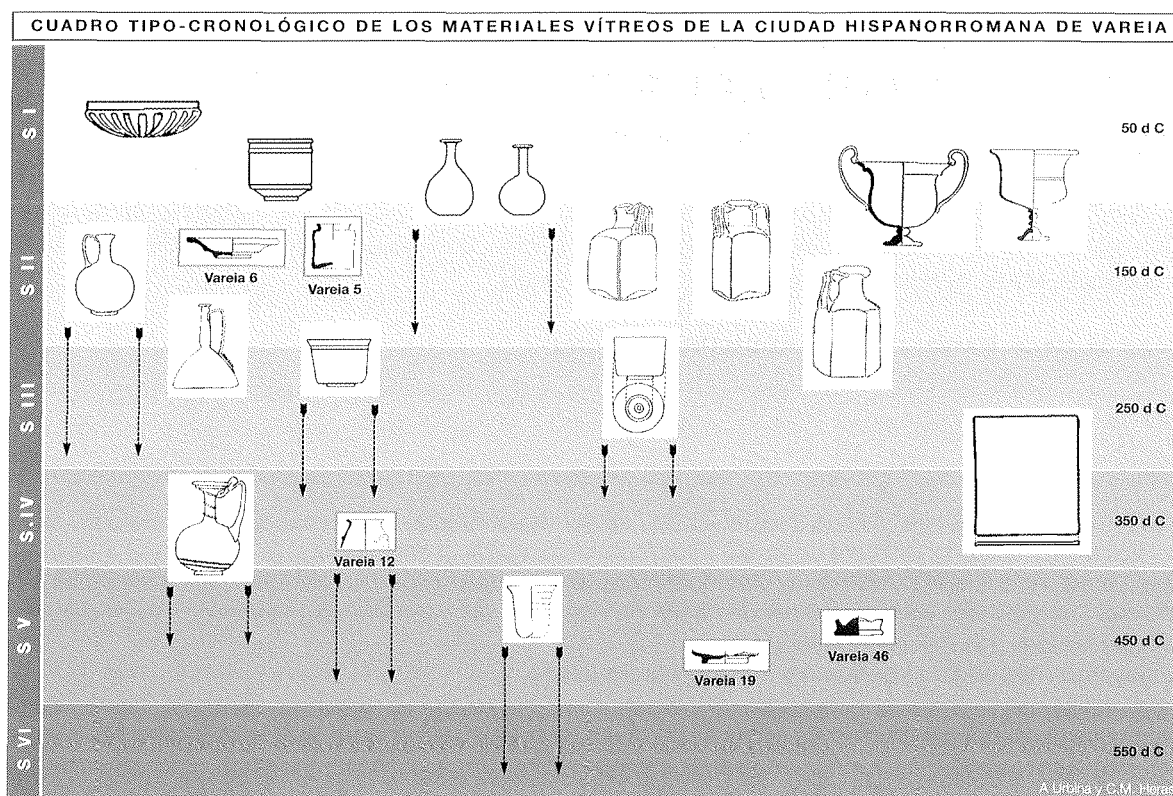 CUADRO TIPO-CRONOLÓGICO DE LOS MATERIALES VÍTREOS DE LA CIUDAD HISPANORROMANA DE VAREIA
S I
50 d C
S II
Vareia 6
Vareia 5
150 d C
S III
250 d C
S.IV
Vareia 12
350 d C
S V
Vareia 46
Vareia 19
450 d C
S VI
550 d C
A Urbina y C.M.